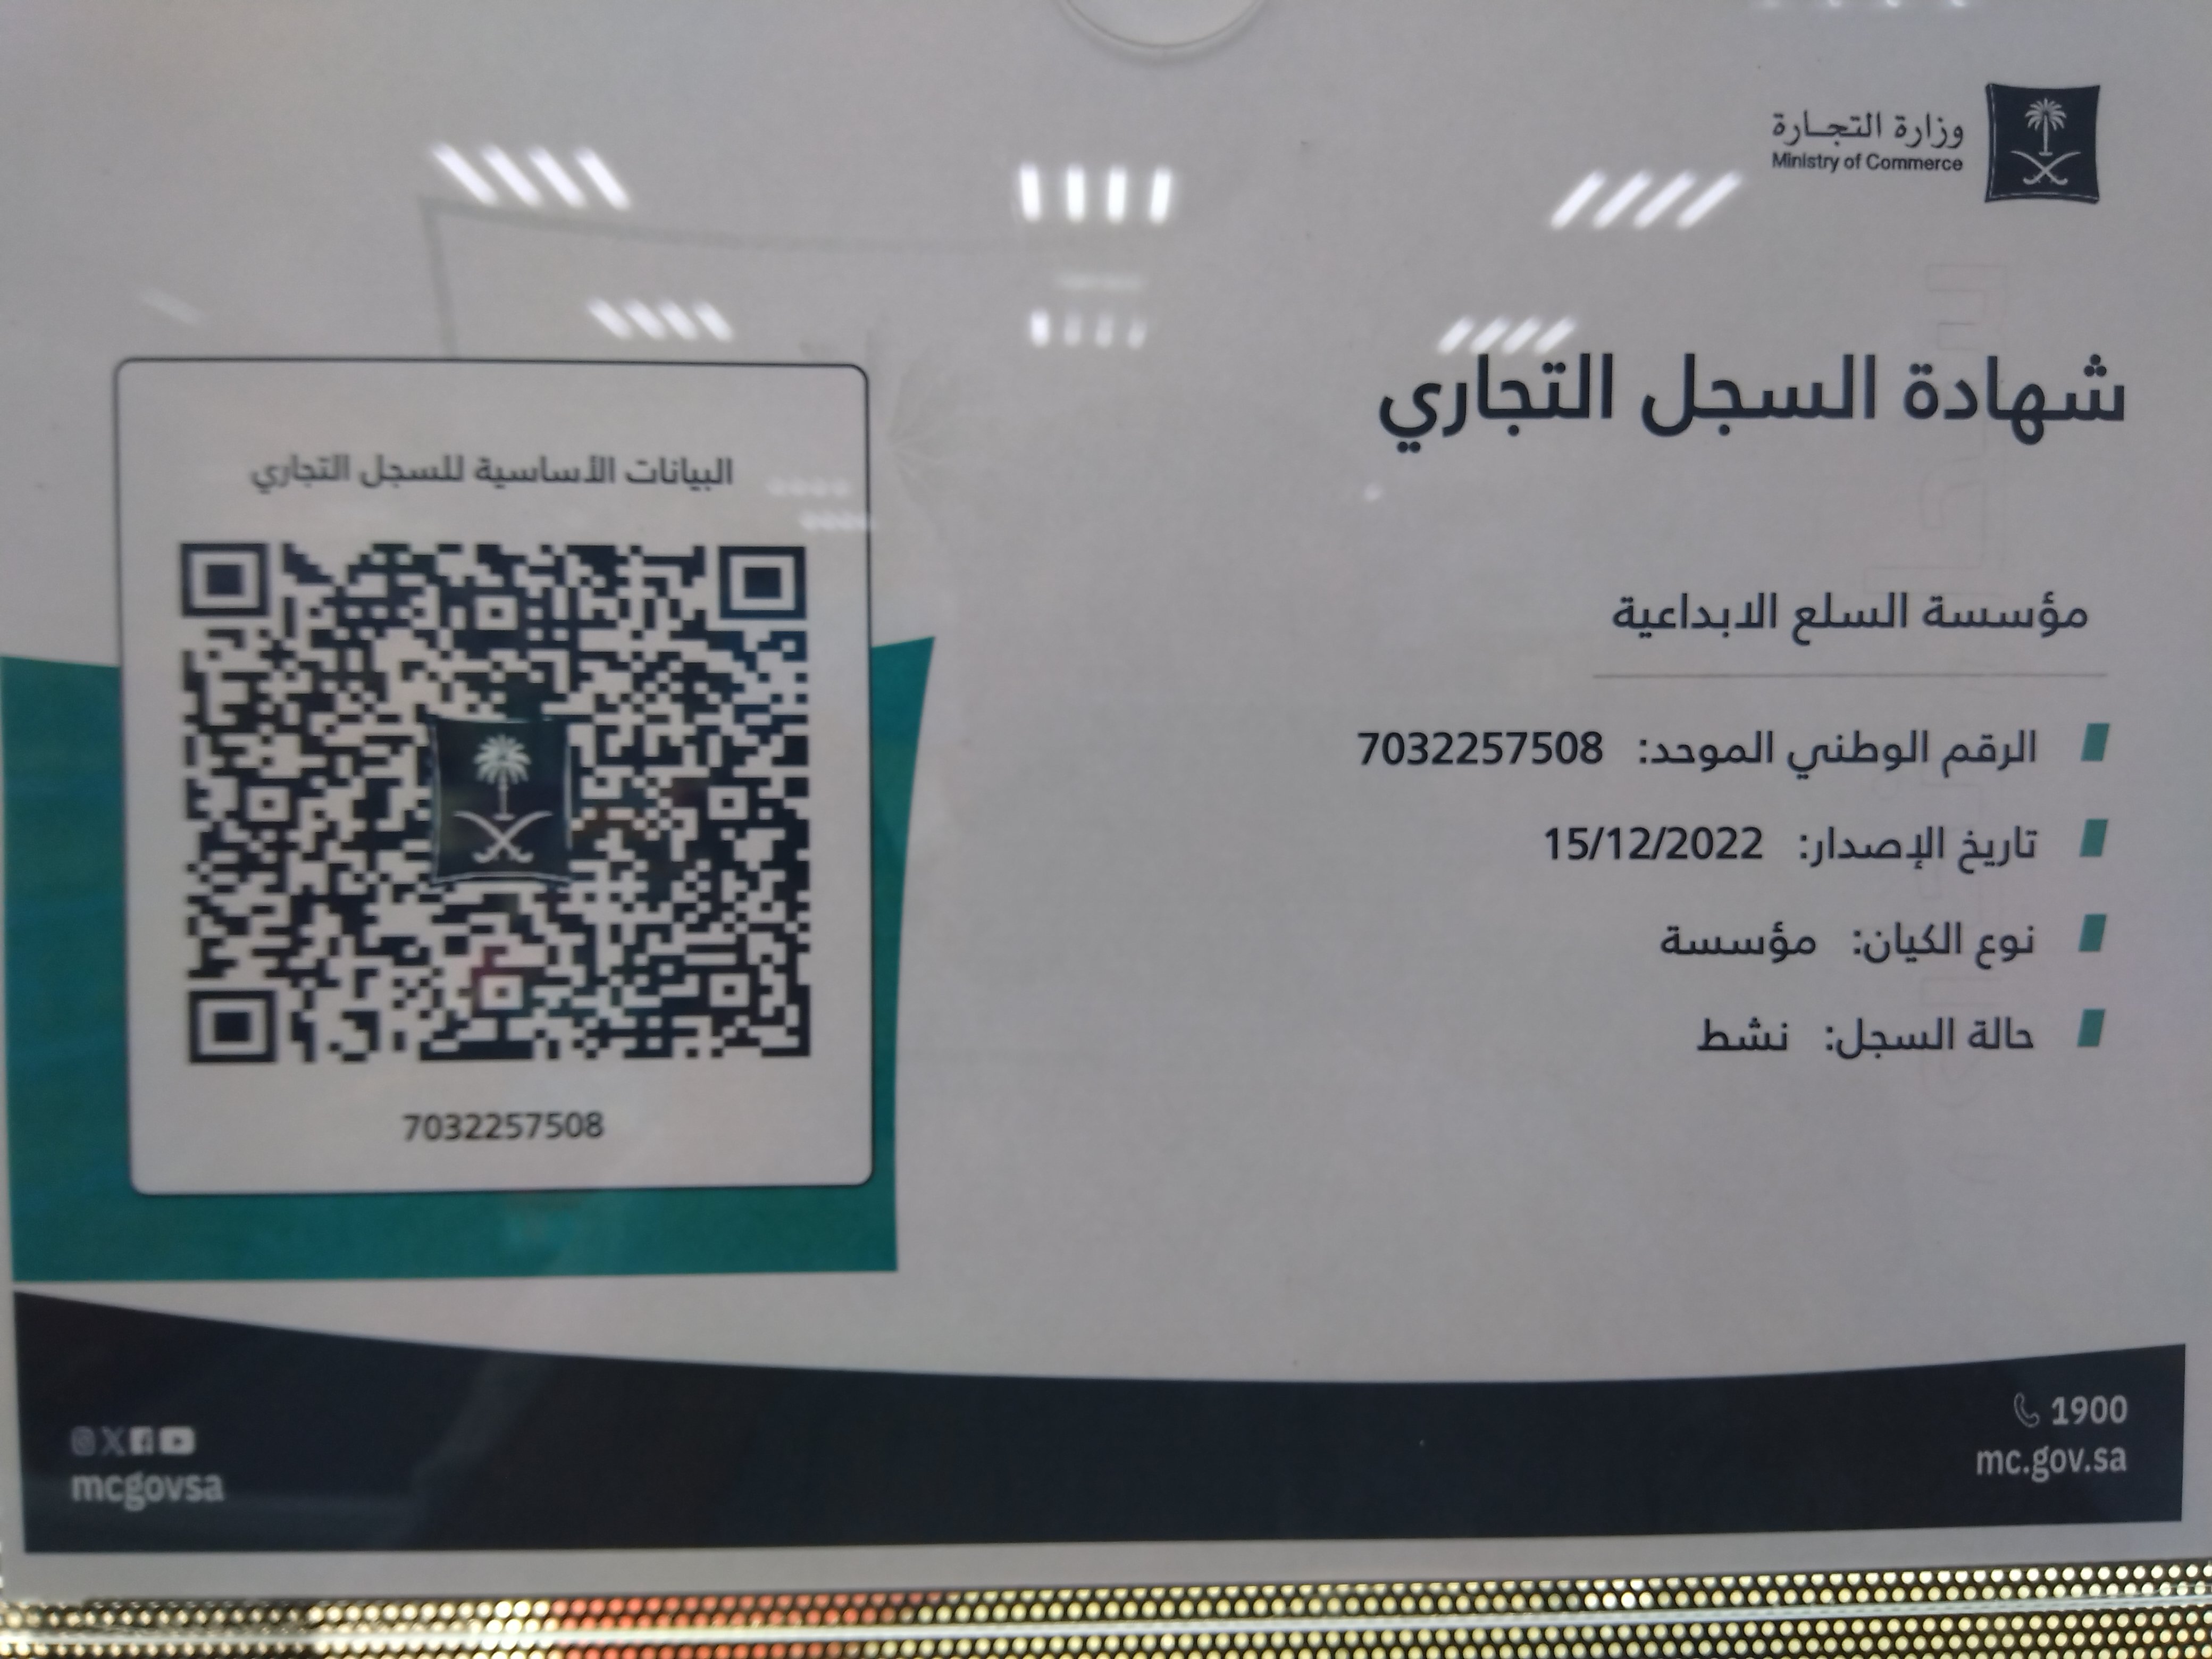 وزارة التجارة
Ministry of Commerce
شهادة السجل التجاري
مؤسسة السلع الابداعية
الرقم الوطني الموحد: 7032257508
تاريخ الإصدار: 15/12/2022
نوع الكيان: مؤسسة
حالة السجل: نشط
البيانات الأساسية للسجل التجاري
7032257508
1900
mc.gov.sa
mcgovsa